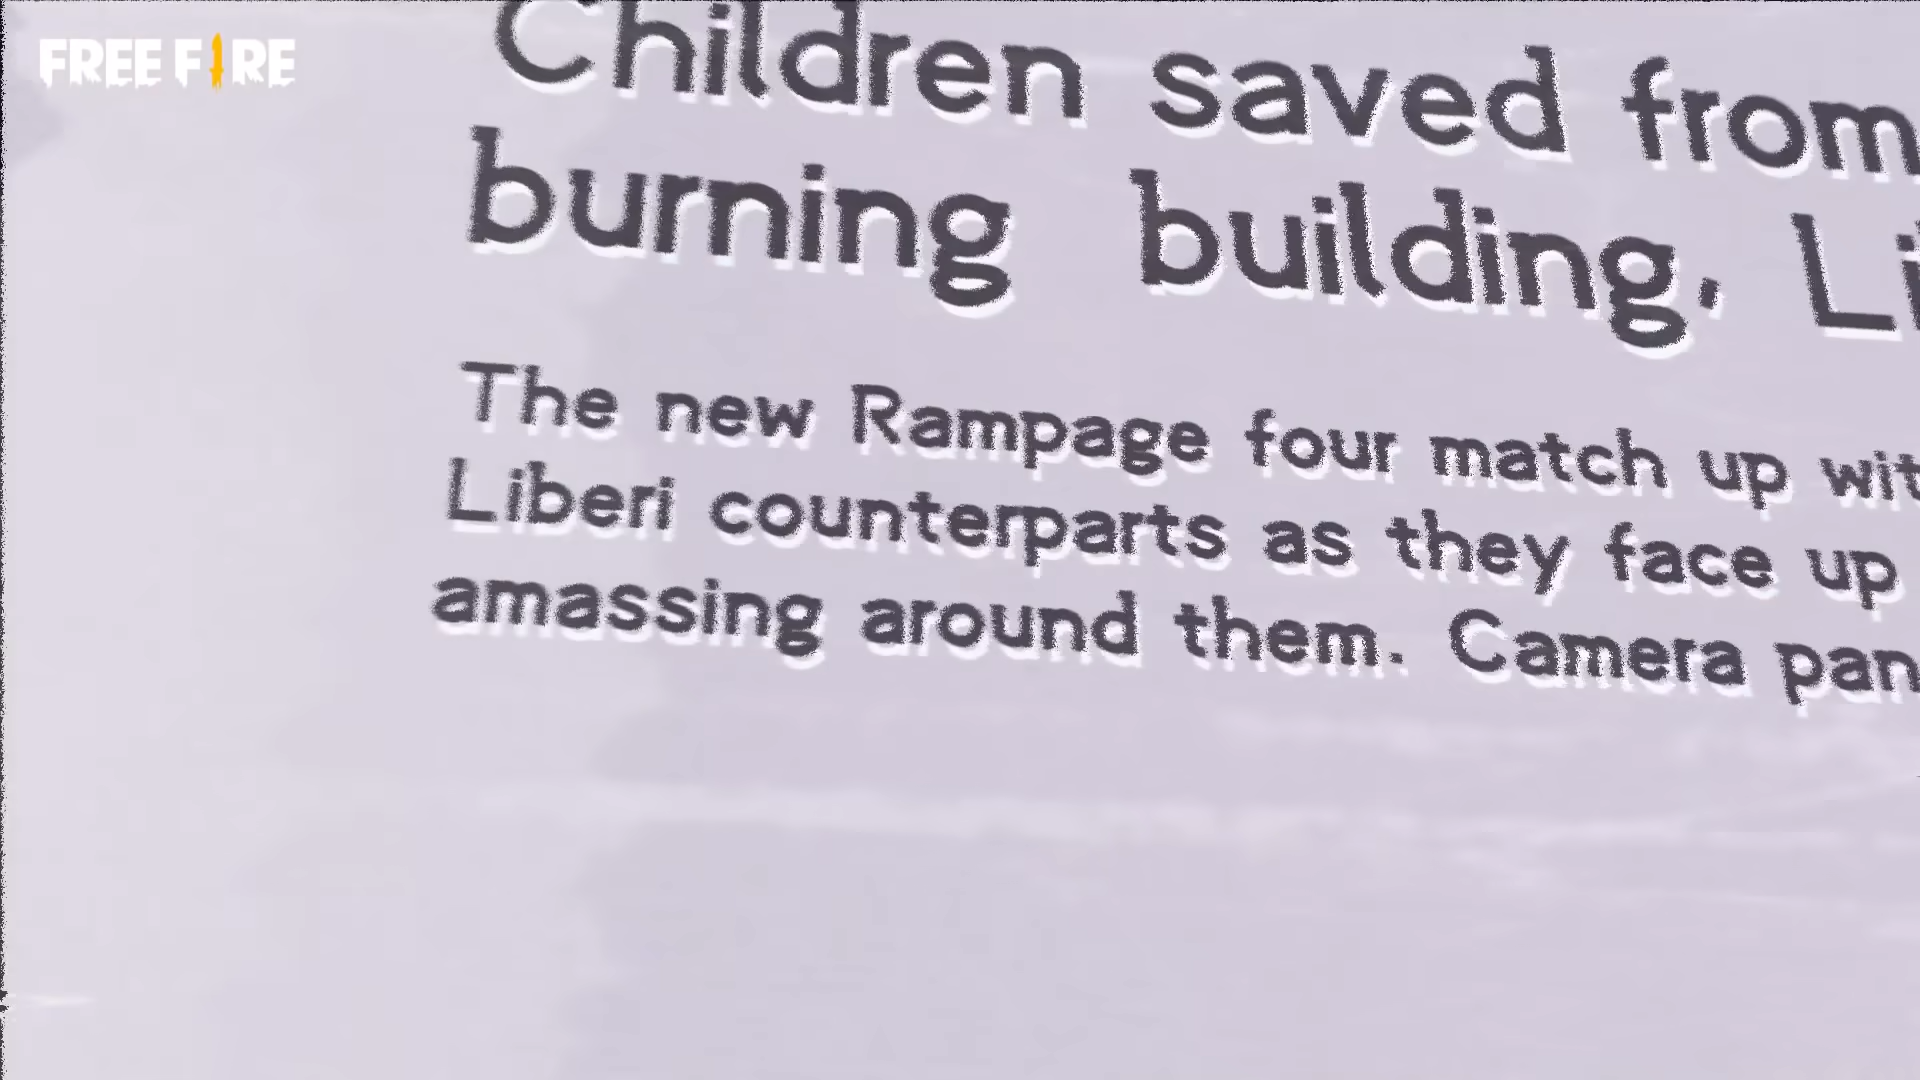 FREE FIRE
Children saved from
burning building. Li
The new Rampage four match up wit
Liberi counterparts as they face up
amassing around them. Camera pan